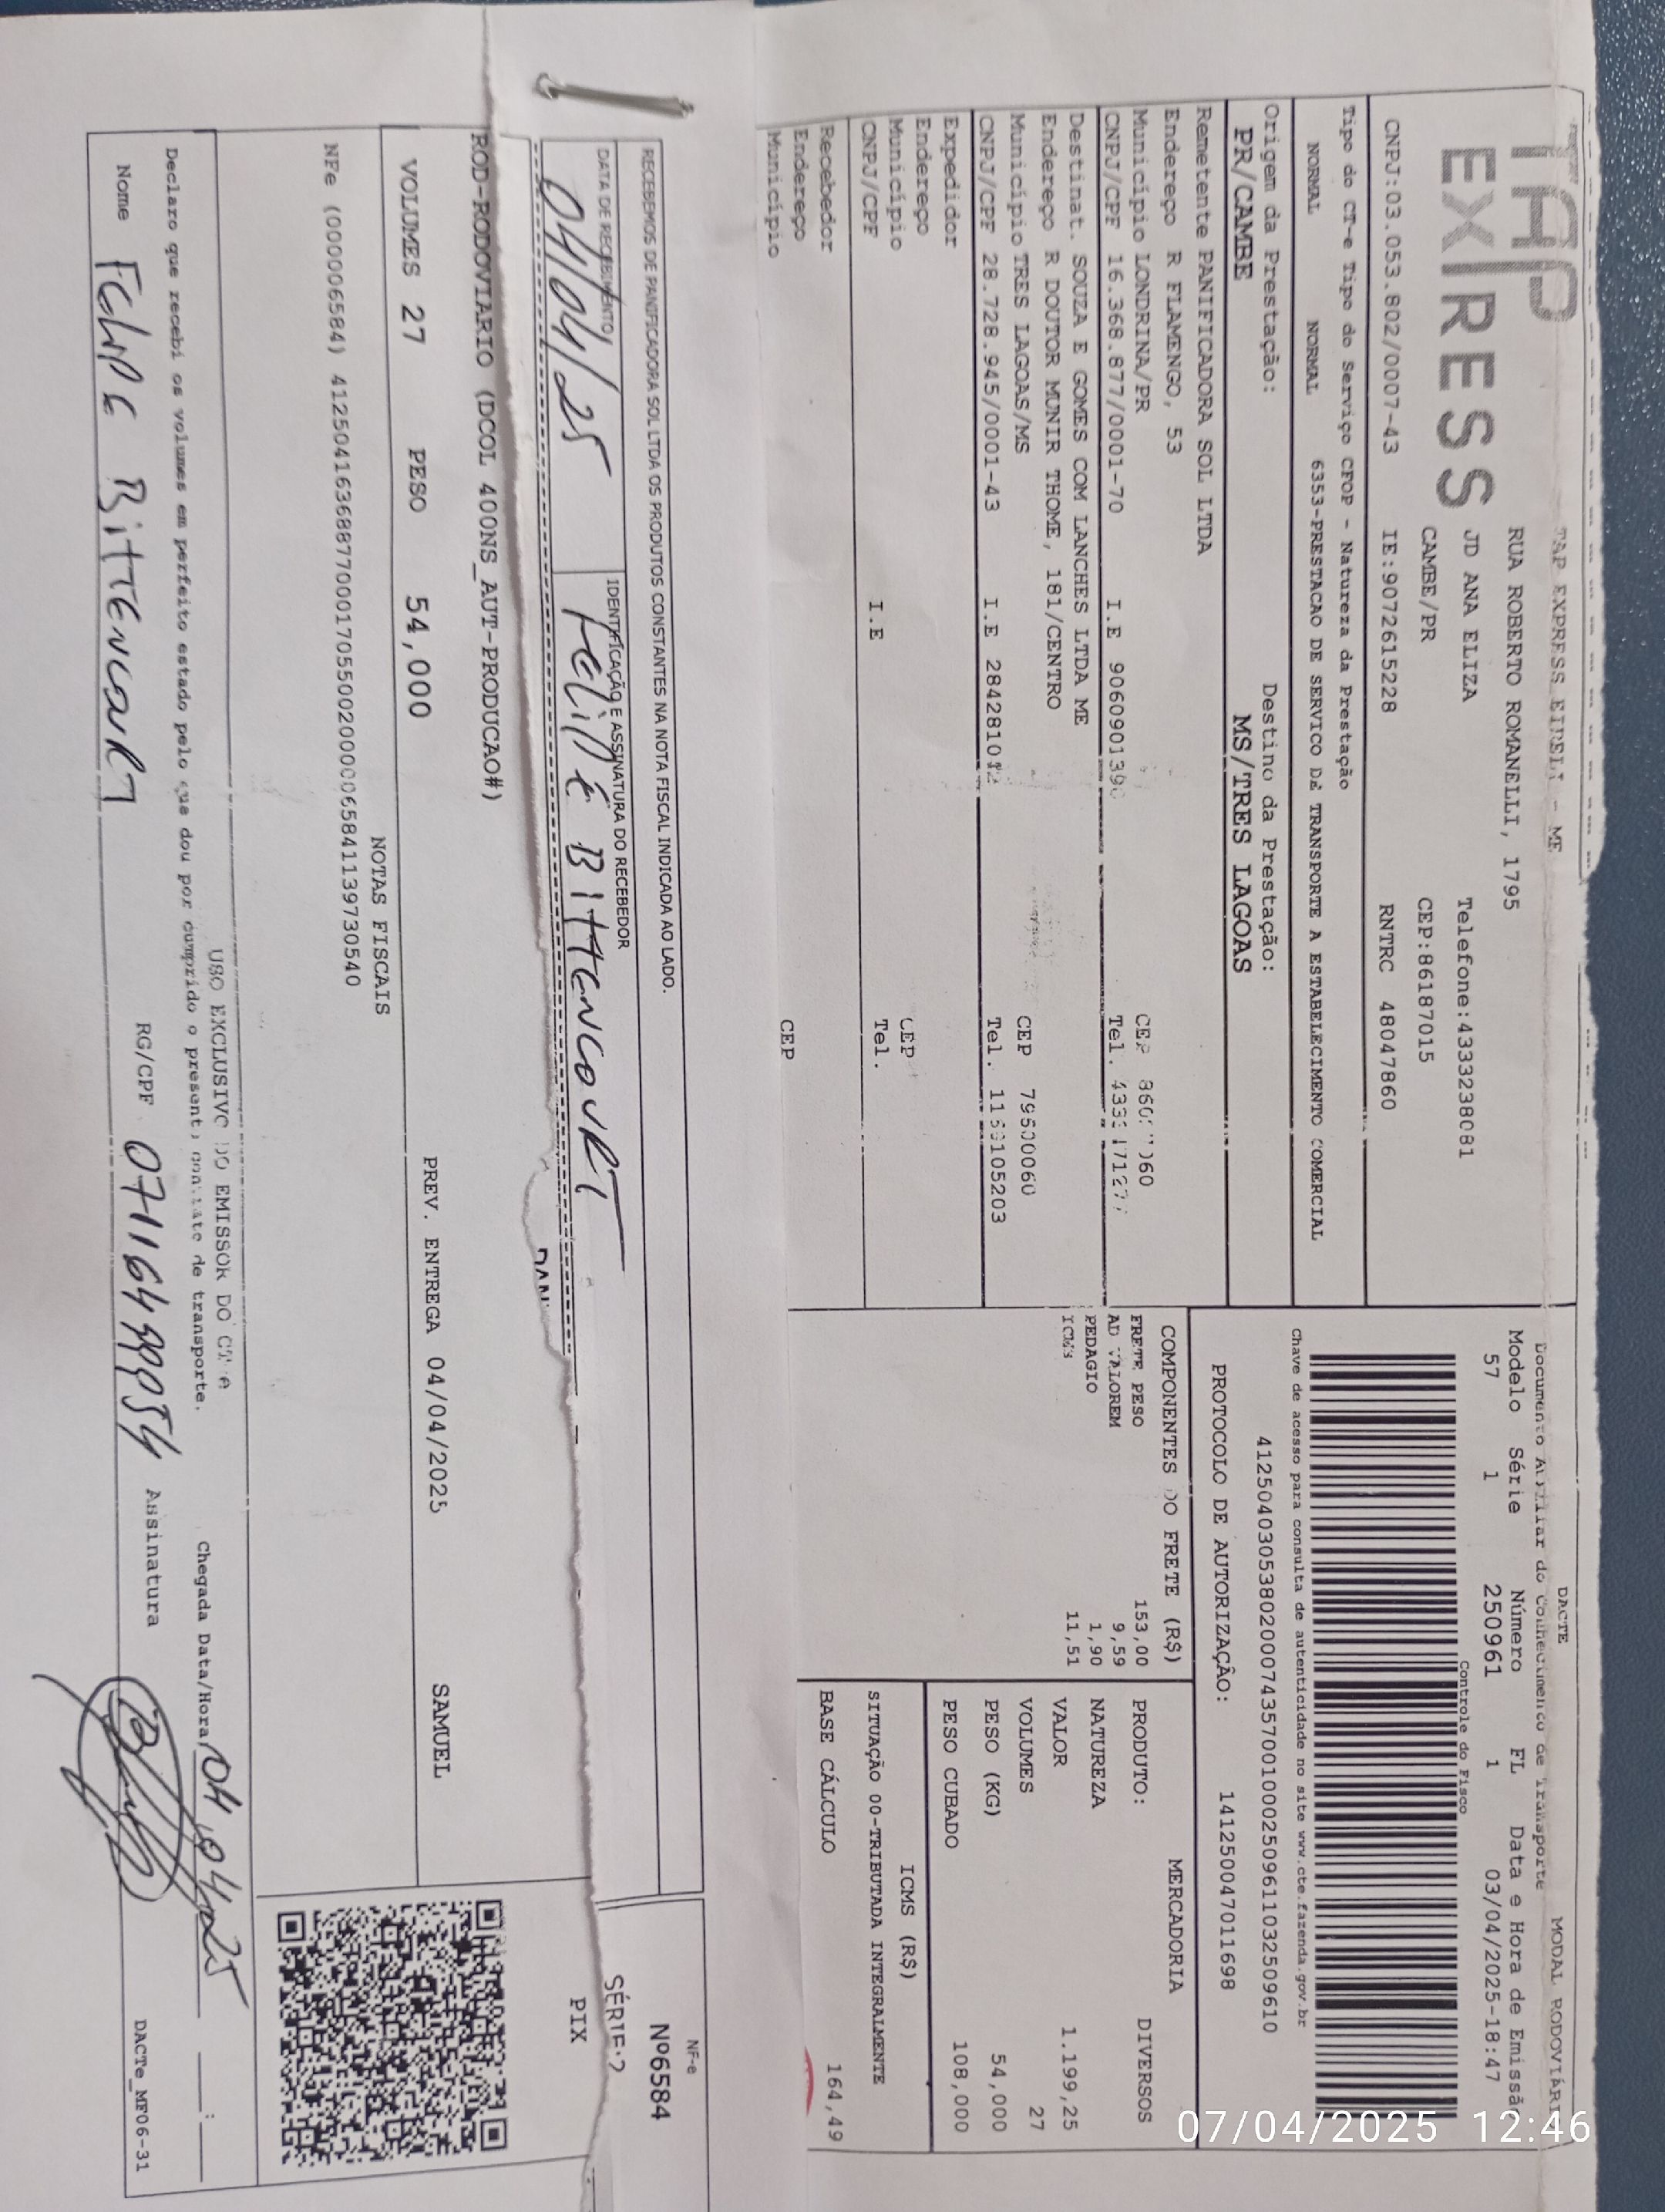 TAP
EXPRESS
TAP EXPRESS EIRELI - ME
RUA ROBERTO ROMANELLI, 1795
JD ANA ELIZA Telefone:4333238081
CAMBE/PR CEP:86187015
CNPJ:03.053.802/0007-43 IE:9072615228 RNTRC 48047860
DACTE MODAL RODOVIÁRI
Documento Auxiliar do Conhecimento de Transporte
Modelo Série Número FL Data e Hora de Emissão
57 1 250961 1 03/04/2025-18:47
Controle do Fisco
Chave de acesso para consulta de autenticidade no site www.cte.fazenda.gov.br
41250403053802000743570010002509611032509610
PROTOCOLO DE AUTORIZAÇÃO: 141250047011698
Tipo do CT-e Tipo do Serviço CFOP - Natureza da Prestação
NORMAL NORMAL 6353-PRESTACAO DE SERVICO DE TRANSPORTE A ESTABELECIMENTO COMERCIAL
Origem da Prestação: Destino da Prestação:
PR/CAMBE MS/TRES LAGOAS
Remetente PANIFICADORA SOL LTDA
Endereço R FLAMENGO, 53
Município LONDRINA/PR CEP
CNPJ/CPF 16.368.877/0001-70 I.E Tel.
Destinat. SOUZA E GOMES COM LANCHES LTDA ME
Endereço R DOUTOR MUNIR THOME, 181/CENTRO
Município TRES LAGOAS/MS CEP
CNPJ/CPF 28.728.945/0001-43 I.E Tel.
Expedidor
Endereço
Município CEP
CNPJ/CPF I.E Tel.
Recebedor
Endereço
Município CEP
COMPONENTES DO FRETE (R$)
FRETE PESO 153,00
AD VALOREM 9,59
PEDAGIO 1,90
ICMS 11,51
MERCADORIA
PRODUTO: DIVERSOS
NATUREZA
VALOR 1.199,25
VOLUMES 27
PESO (KG) 54,000
PESO CUBADO 108,000
ICMS (R$)
SITUAÇÃO 00-TRIBUTADA INTEGRALMENTE
BASE CÁLCULO 164,49
RECEBEMOS DE PANIFICADORA SOL LTDA OS PRODUTOS CONSTANTES NA NOTA FISCAL INDICADA AO LADO.
DATA DE RECEBIMENTO IDENTIFICAÇÃO E ASSINATURA DO RECEBEDOR
04/04/25 Felipe Bittencourt
NF-e
Nº6584
SÉRIE:2
DAN
PIX
ROD-RODOVIARIO (DCOL 400NS_AUT-PRODUCAO#)
VOLUMES 27 PESO 54,000 PREV. ENTREGA 04/04/2025 SAMUEL
NOTAS FISCAIS
NFe (000006584) 41250416368877000170550020000065841139730540
USO EXCLUSIVO DO EMISSOR DO CT-e
Declaro que recebi os volumes em perfeito estado pelo que dou por cumprido o presente contrato de transporte.
Chegada Data/Hora 04/04/25 __:__
Nome Felipe Bittencourt RG/CPF Assinatura
DACTe_MF06-31
07/04/2025 12:46